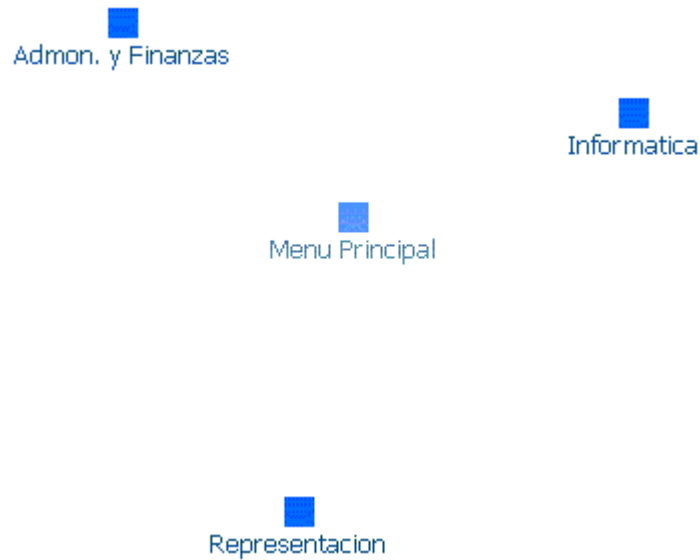 Admon. y Finanzas
Informatica
Menu Principal
Representacion